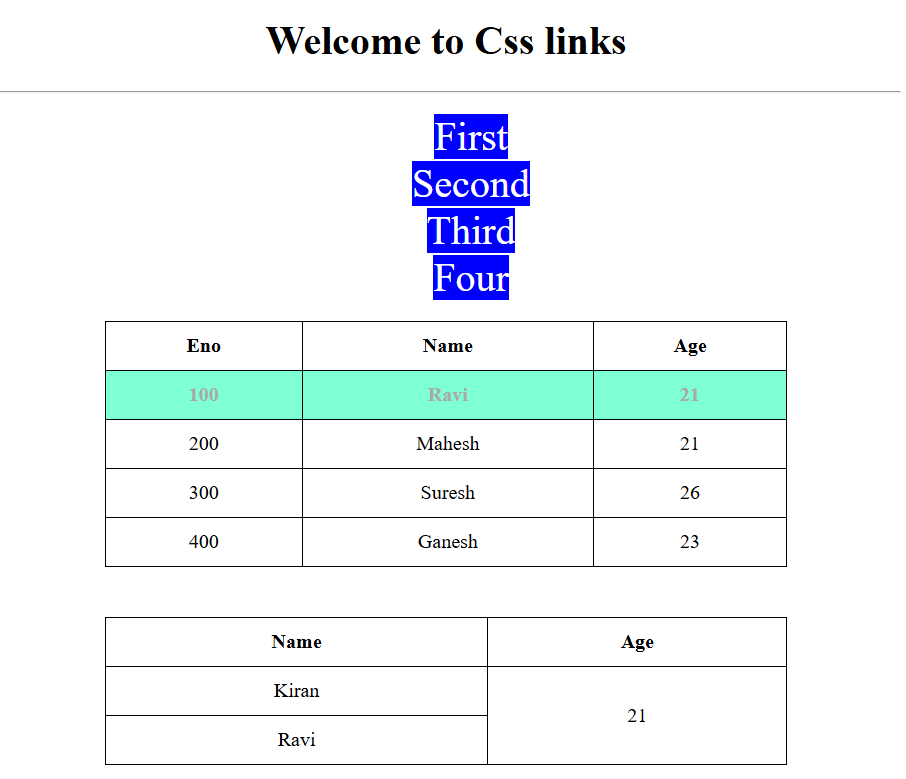 Welcome to Css links
First
Second
Third
Four
Eno Name Age
100 Ravi 21
200 Mahesh 21
300 Suresh 26
400 Ganesh 23
Name Age
Kiran
21
Ravi